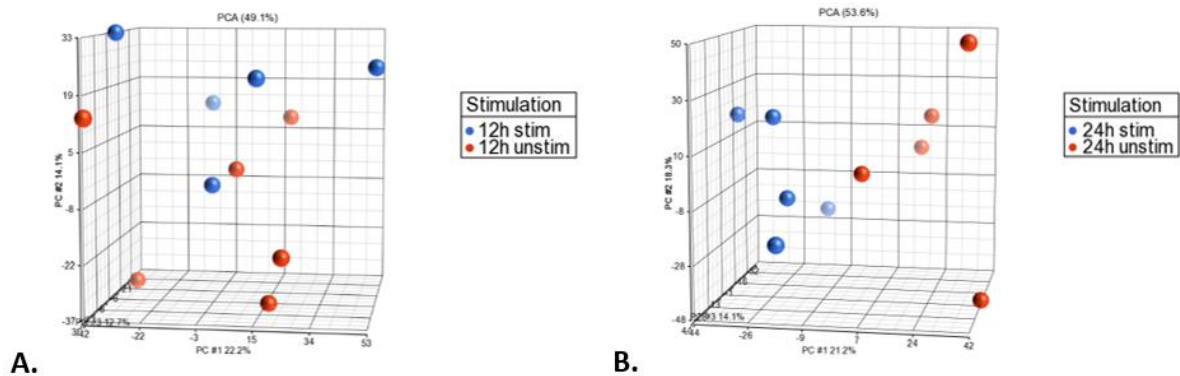 PCA (49.1%)
33
19
5
-8
-22
-37
PC #2 14.1%
-22
-3
15
34
53
PC #1 22.2%
Stimulation
12h stim
12h unstim
A.
PCA (53.6%)
50
30
10
-8
-28
-48
PC #2 18.3%
-26
-9
7
24
42
PC #1 21.2%
Stimulation
24h stim
24h unstim
B.